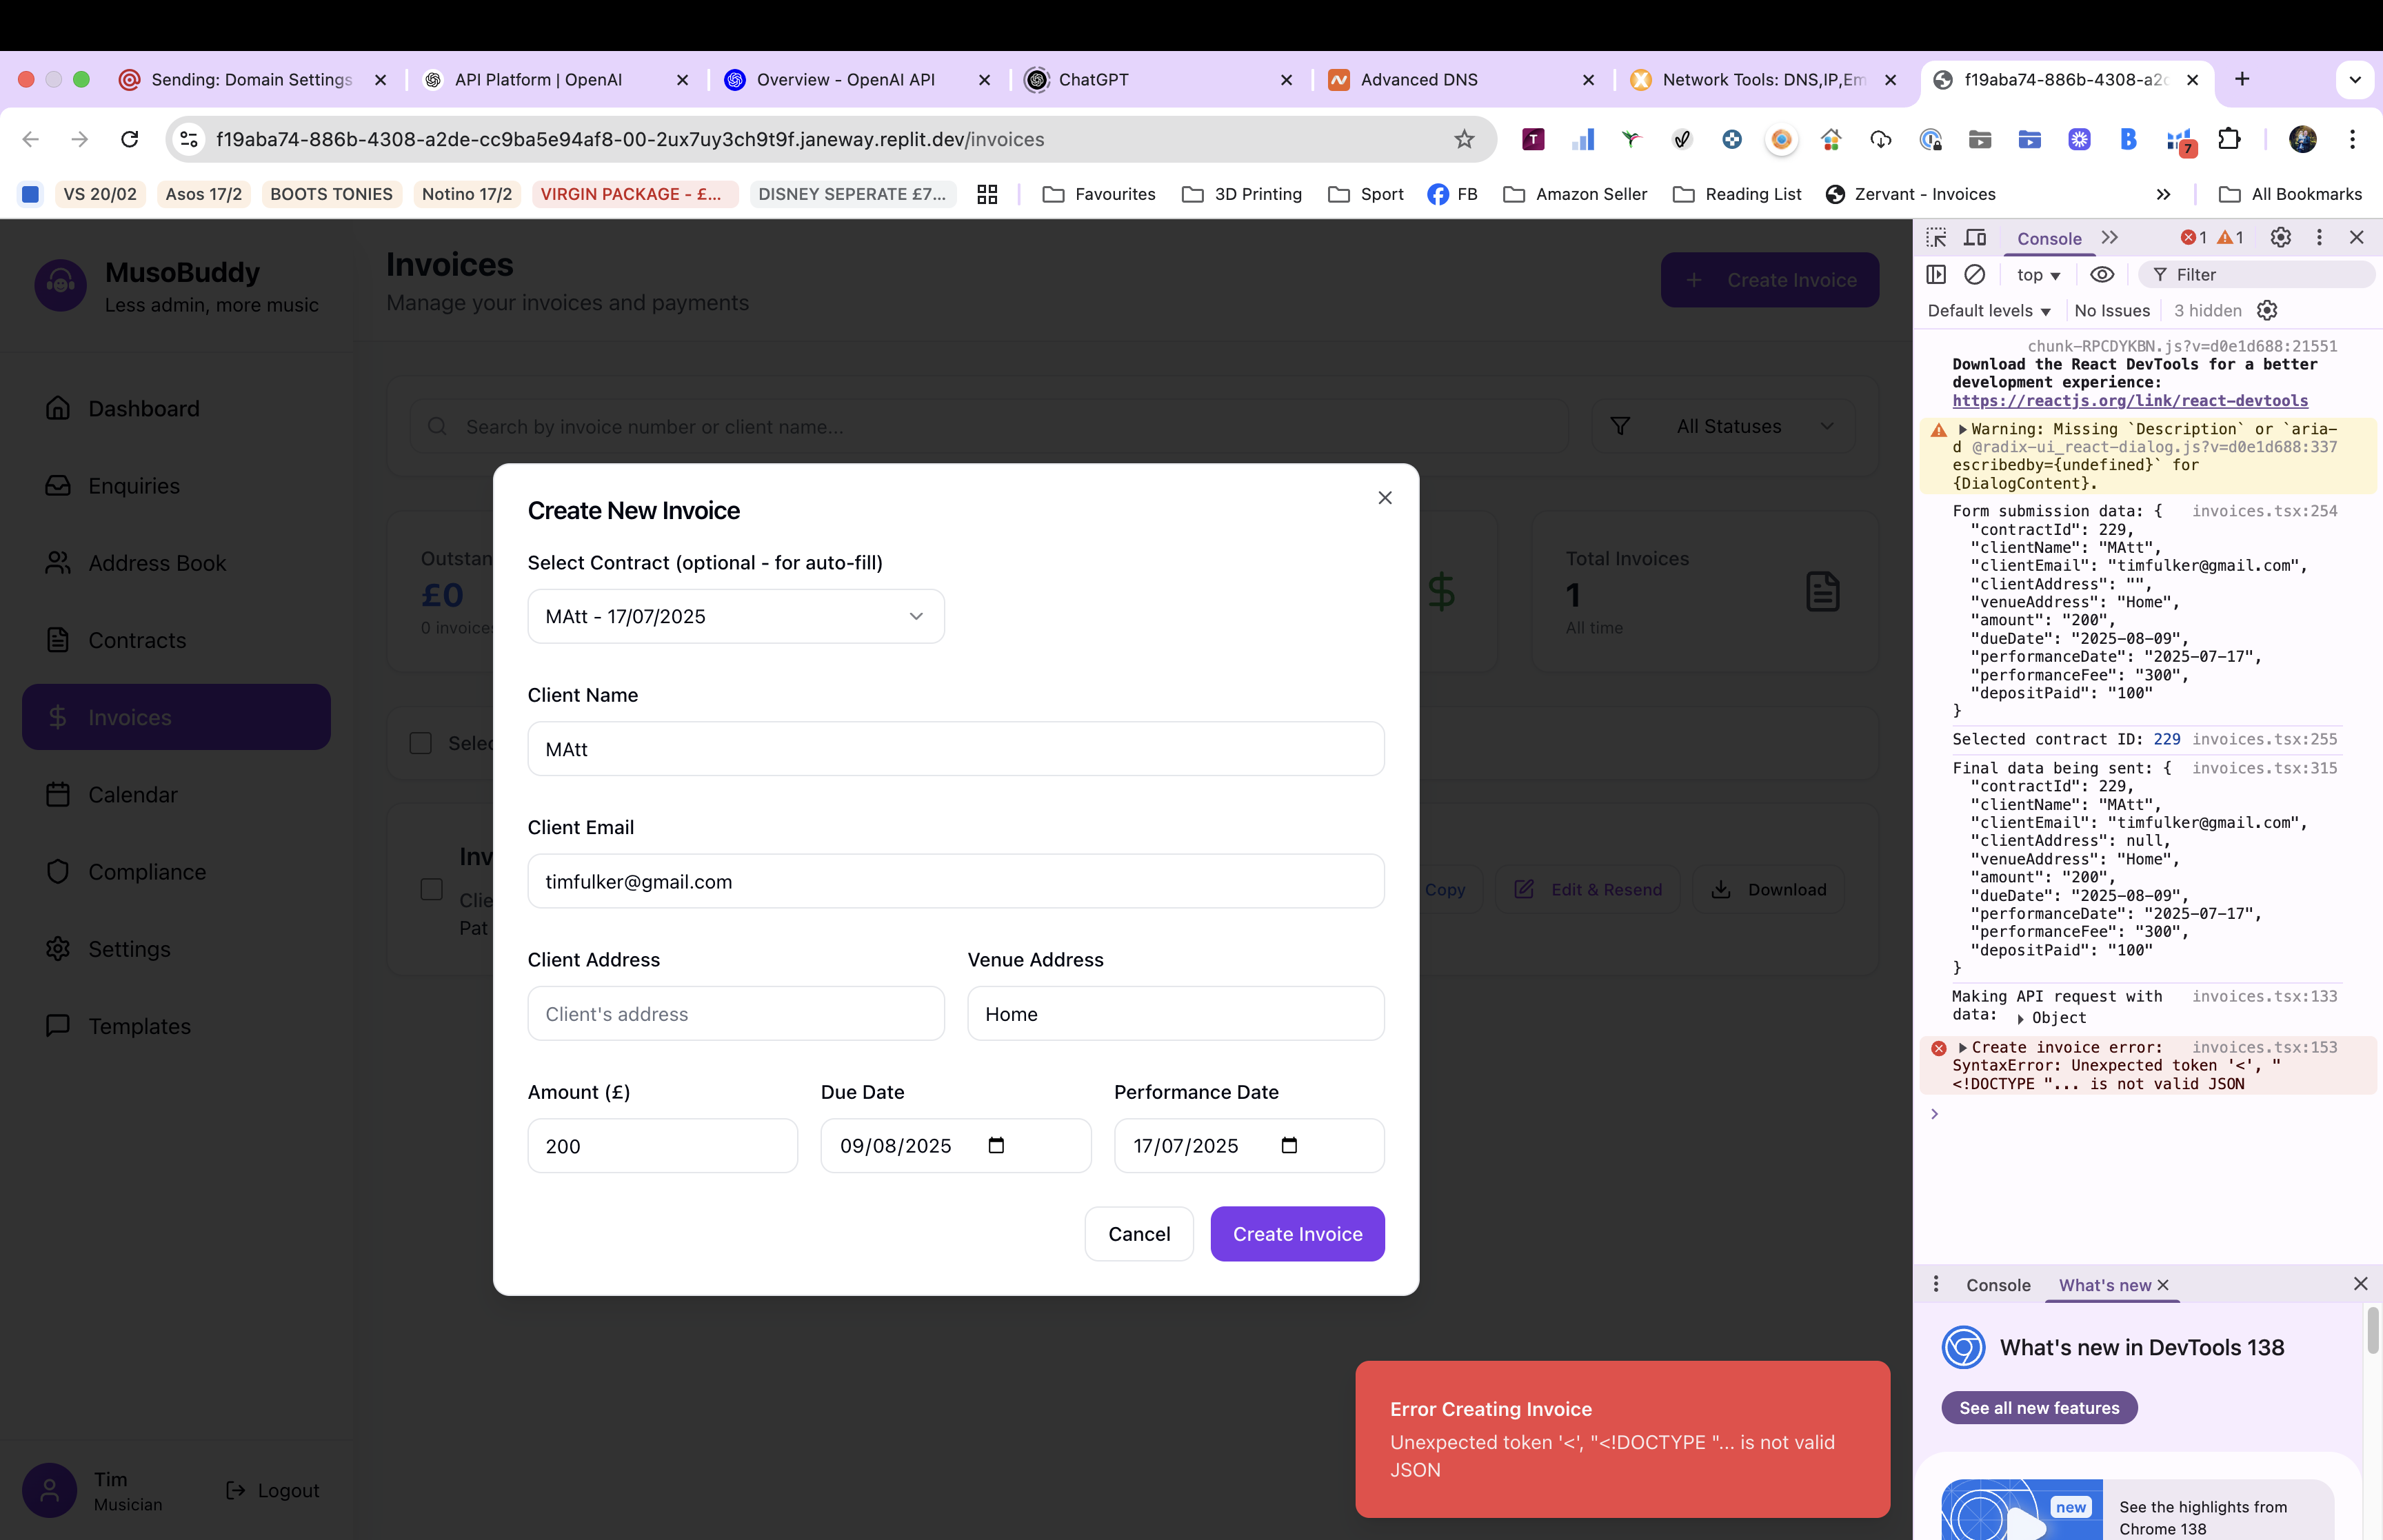 Sending: Domain Settings
API Platform | OpenAI
Overview - OpenAI API
ChatGPT
Advanced DNS
Network Tools: DNS,IP,Em
f19aba74-886b-4308-a2d
f19aba74-886b-4308-a2de-cc9ba5e94af8-00-2ux7uy3ch9t9f.janeway.replit.dev/invoices
7
VS 20/02
Asos 17/2
BOOTS TONIES
Notino 17/2
VIRGIN PACKAGE - £...
DISNEY SEPERATE £7...
Favourites
3D Printing
Sport
FB
Amazon Seller
Reading List
Zervant - Invoices
All Bookmarks
MusoBuddy
Less admin, more music
Dashboard
Enquiries
Address Book
Contracts
Invoices
Calendar
Compliance
Settings
Templates
Tim
Musician
Logout
Invoices
Manage your invoices and payments
Create Invoice
Search by invoice number or client name...
All Statuses
Outstan
£0
0 invoices
Total Invoices
1
All time
Selec
Inv
Clie
Pat
Copy
Edit & Resend
Download
Create New Invoice
Select Contract (optional - for auto-fill)
MAtt - 17/07/2025
Client Name
MAtt
Client Email
timfulker@gmail.com
Client Address
Venue Address
Client's address
Home
Amount (£)
Due Date
Performance Date
200
09/08/2025
17/07/2025
Cancel
Create Invoice
Error Creating Invoice
Unexpected token '<', "<!DOCTYPE "... is not valid
JSON
Console
1
1
top
Filter
Default levels
No Issues
3 hidden
chunk-RPCDYKBN.js?v=d0e1d688:21551
Download the React DevTools for a better
development experience:
https://reactjs.org/link/react-devtools
Warning: Missing `Description` or `aria-
d @radix-ui_react-dialog.js?v=d0e1d688:337
escribedby={undefined}` for
{DialogContent}.
Form submission data: { invoices.tsx:254
"contractId": 229,
"clientName": "MAtt",
"clientEmail": "timfulker@gmail.com",
"clientAddress": "",
"venueAddress": "Home",
"amount": "200",
"dueDate": "2025-08-09",
"performanceDate": "2025-07-17",
"performanceFee": "300",
"depositPaid": "100"
}
Selected contract ID: 229 invoices.tsx:255
Final data being sent: { invoices.tsx:315
"contractId": 229,
"clientName": "MAtt",
"clientEmail": "timfulker@gmail.com",
"clientAddress": null,
"venueAddress": "Home",
"amount": "200",
"dueDate": "2025-08-09",
"performanceDate": "2025-07-17",
"performanceFee": "300",
"depositPaid": "100"
}
Making API request with invoices.tsx:133
data: Object
Create invoice error: invoices.tsx:153
SyntaxError: Unexpected token '<', "
<!DOCTYPE "... is not valid JSON
Console
What's new
What's new in DevTools 138
See all new features
new
See the highlights from
Chrome 138